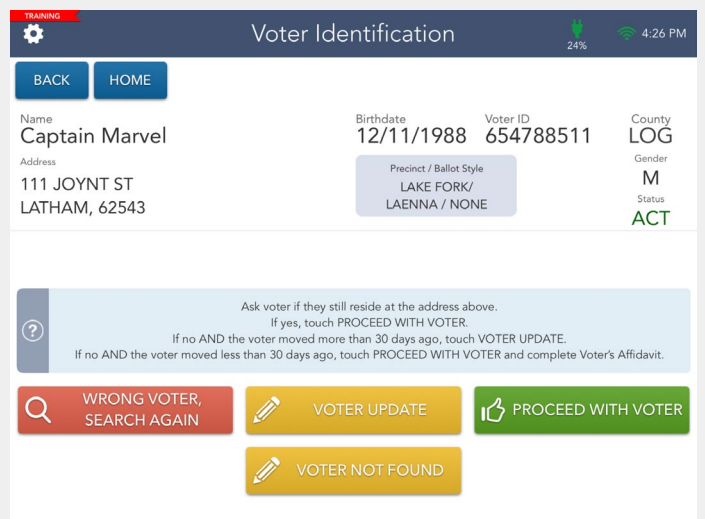 TRAINING
Voter Identification
24%
4:26 PM
BACK
HOME
Name
Captain Marvel
Birthdate
12/11/1988
Voter ID
654788511
County
LOG
Address
111 JOYNT ST
LATHAM, 62543
Precinct / Ballot Style
LAKE FORK/
LAENNA / NONE
Gender
M
Status
ACT
?
Ask voter if they still reside at the address above.
If yes, touch PROCEED WITH VOTER.
If no AND the voter moved more than 30 days ago, touch VOTER UPDATE.
If no AND the voter moved less than 30 days ago, touch PROCEED WITH VOTER and complete Voter's Affidavit.
WRONG VOTER,
SEARCH AGAIN
VOTER UPDATE
PROCEED WITH VOTER
VOTER NOT FOUND